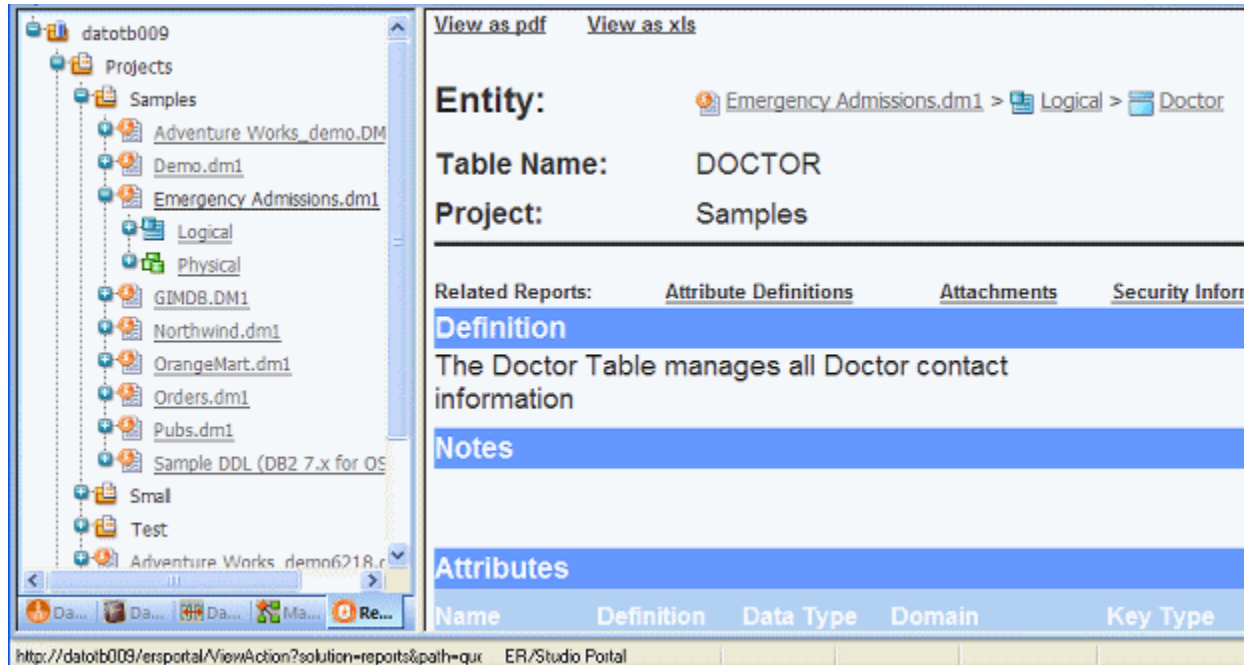 datotb009
Projects
Samples
Adventure Works_demo.DM
Demo.dm1
Emergency Admissions.dm1
Logical
Physical
GIMDB.DM1
Northwind.dm1
OrangeMart.dm1
Orders.dm1
Pubs.dm1
Sample DDL (DB2 7.x for OS
Small
Test
Adventure Works_demo6218.
Da... Da... Da... Ma... Re...
View as pdf View as xls
Entity: Emergency Admissions.dm1 > Logical > Doctor
Table Name: DOCTOR
Project: Samples
Related Reports: Attribute Definitions Attachments Security Inform
Definition
The Doctor Table manages all Doctor contact
information
Notes
Attributes
Name Definition Data Type Domain Key Type
http://datotb009/ersportal/ViewAction?solution=reports&path=que ER/Studio Portal